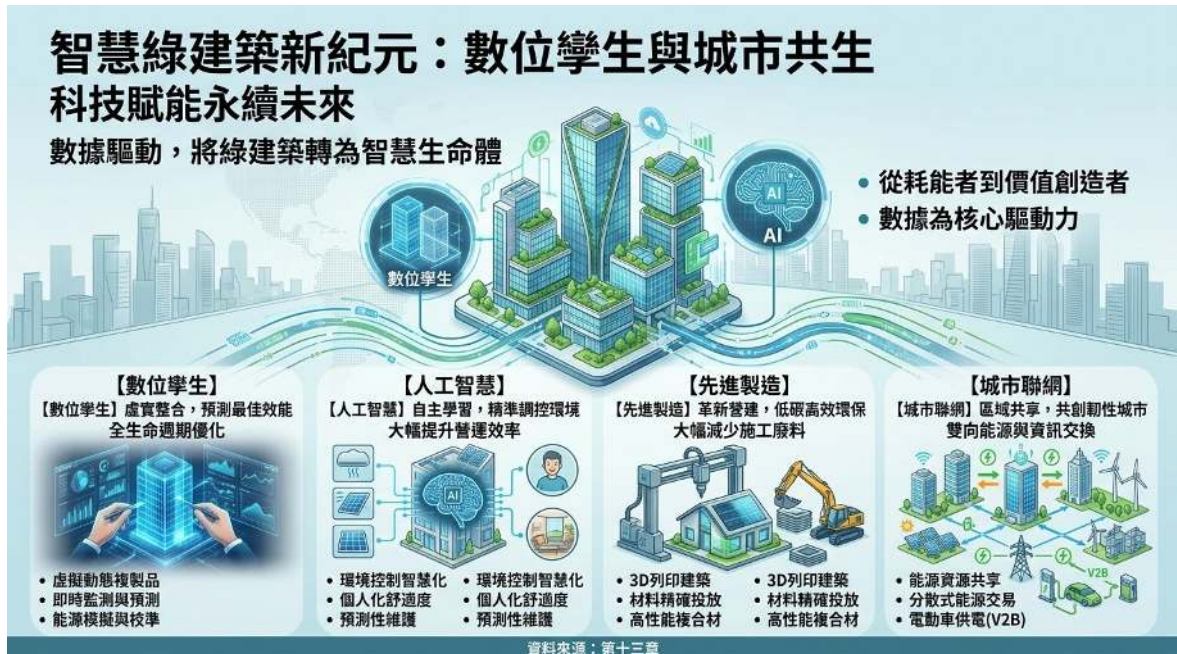 智慧綠建築新紀元：數位孿生與城市共生
科技賦能永續未來
數據驅動，將綠建築轉為智慧生命體
• 從耗能者到價值創造者
• 數據為核心驅動力
數位孿生
AI
AI
【數位孿生】
【數位孿生】虛實整合，預測最佳效能
全生命週期優化
• 虛擬動態複製品
• 即時監測與預測
• 能源模擬與校準
【人工智慧】
【人工智慧】自主學習，精準調控環境
大幅提升營運效率
AI
• 環境控制智慧化
• 個人化舒適度
• 預測性維護
• 環境控制智慧化
• 個人化舒適度
• 預測性維護
【先進製造】
【先進製造】革新營建，低碳高效環保
大幅減少施工廢料
• 3D列印建築
• 材料精確投放
• 高性能複合材
• 3D列印建築
• 材料精確投放
• 高性能複合材
【城市聯網】
【城市聯網】區域共享，共創韌性城市
雙向能源與資訊交換
V2B
• 能源資源共享
• 分散式能源交易
• 電動車供電(V2B)
資料來源：第十三章